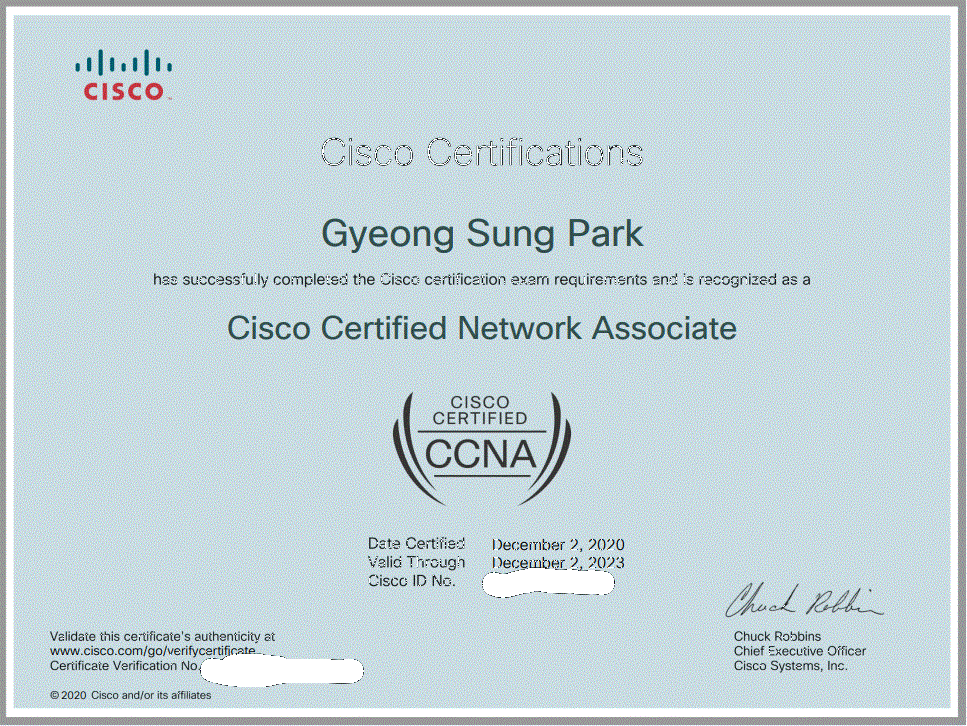 CISCO
Cisco Certifications
Gyeong Sung Park
has successfully completed the Cisco certification exam requirements and is recognized as a
Cisco Certified Network Associate
CISCO
CERTIFIED
CCNA
Date Certified December 2, 2020
Valid Through December 2, 2023
Cisco ID No.
Chuck Robbins
Validate this certificate's authenticity at
www.cisco.com/go/verifycertificate
Certificate Verification No.
Chuck Robbins
Chief Executive Officer
Cisco Systems, Inc.
© 2020 Cisco and/or its affiliates